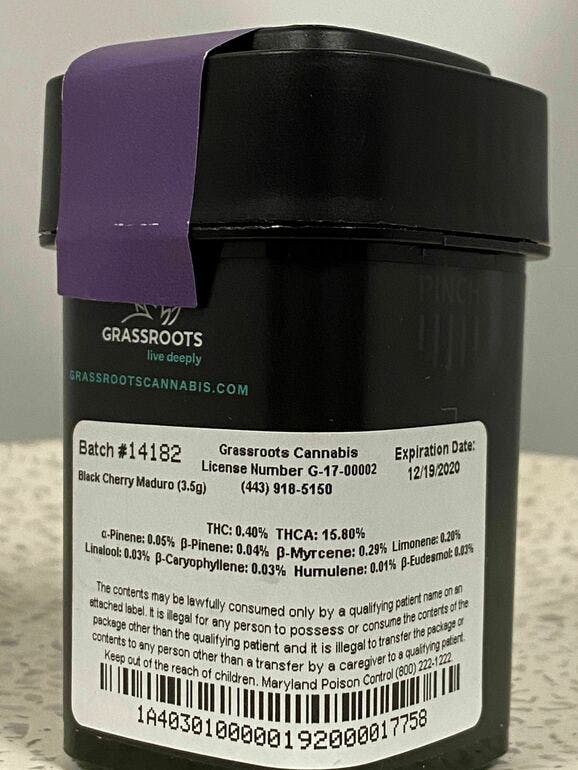 PINCH
GRASSROOTS
live deeply
GRASSROOTSCANNABIS.COM
Batch #14182
Black Cherry Maduro (3.5g)
Grassroots Cannabis
License Number G-17-00002
(443) 918-5150
Expiration Date:
12/19/2020
THC: 0.40% THCA: 15.80%
α-Pinene: 0.05% β-Pinene: 0.04% β-Myrcene: 0.29% Limonene: 0.20%
Linalool: 0.03% β-Caryophyllene: 0.03% Humulene: 0.01% β-Eudesmol: 0.03%
The contents may be lawfully consumed only by a qualifying patient name on an
attached label. It is illegal for any person to possess or consume the contents of the
package other than the qualifying patient and it is illegal to transfer the package or
contents to any person other than a transfer by a caregiver to a qualifying patient.
Keep out of the reach of children. Maryland Poison Control (800) 222-1222.
1A4030100000192000017758